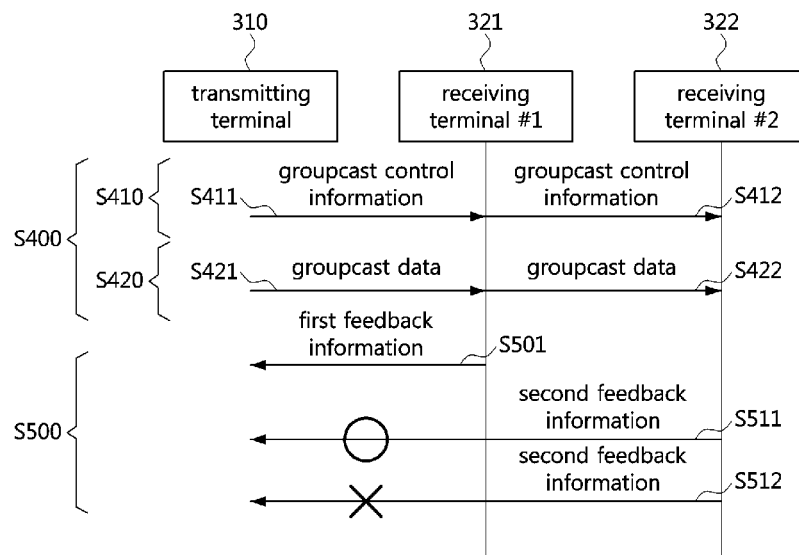 310
321
322
transmitting
terminal
receiving
terminal #1
receiving
terminal #2
groupcast control
information
groupcast control
information
S410
S411
S412
S400
S420
S421
groupcast data
groupcast data
S422
first feedback
information
S501
second feedback
information
S511
S500
second feedback
information
S512